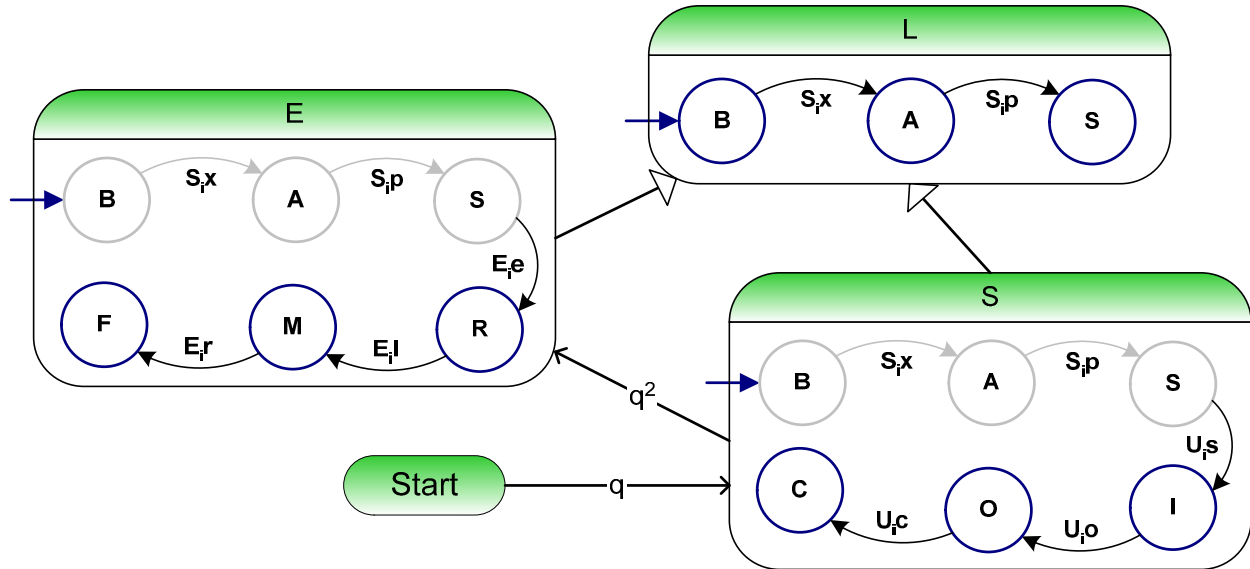 L
B
Sᵢx
A
Sᵢp
S
E
B
Sᵢx
A
Sᵢp
S
Eᵢe
F
Eᵢr
M
Eᵢl
R
S
B
Sᵢx
A
Sᵢp
S
Uᵢs
C
Uᵢc
O
Uᵢo
I
q²
Start
q